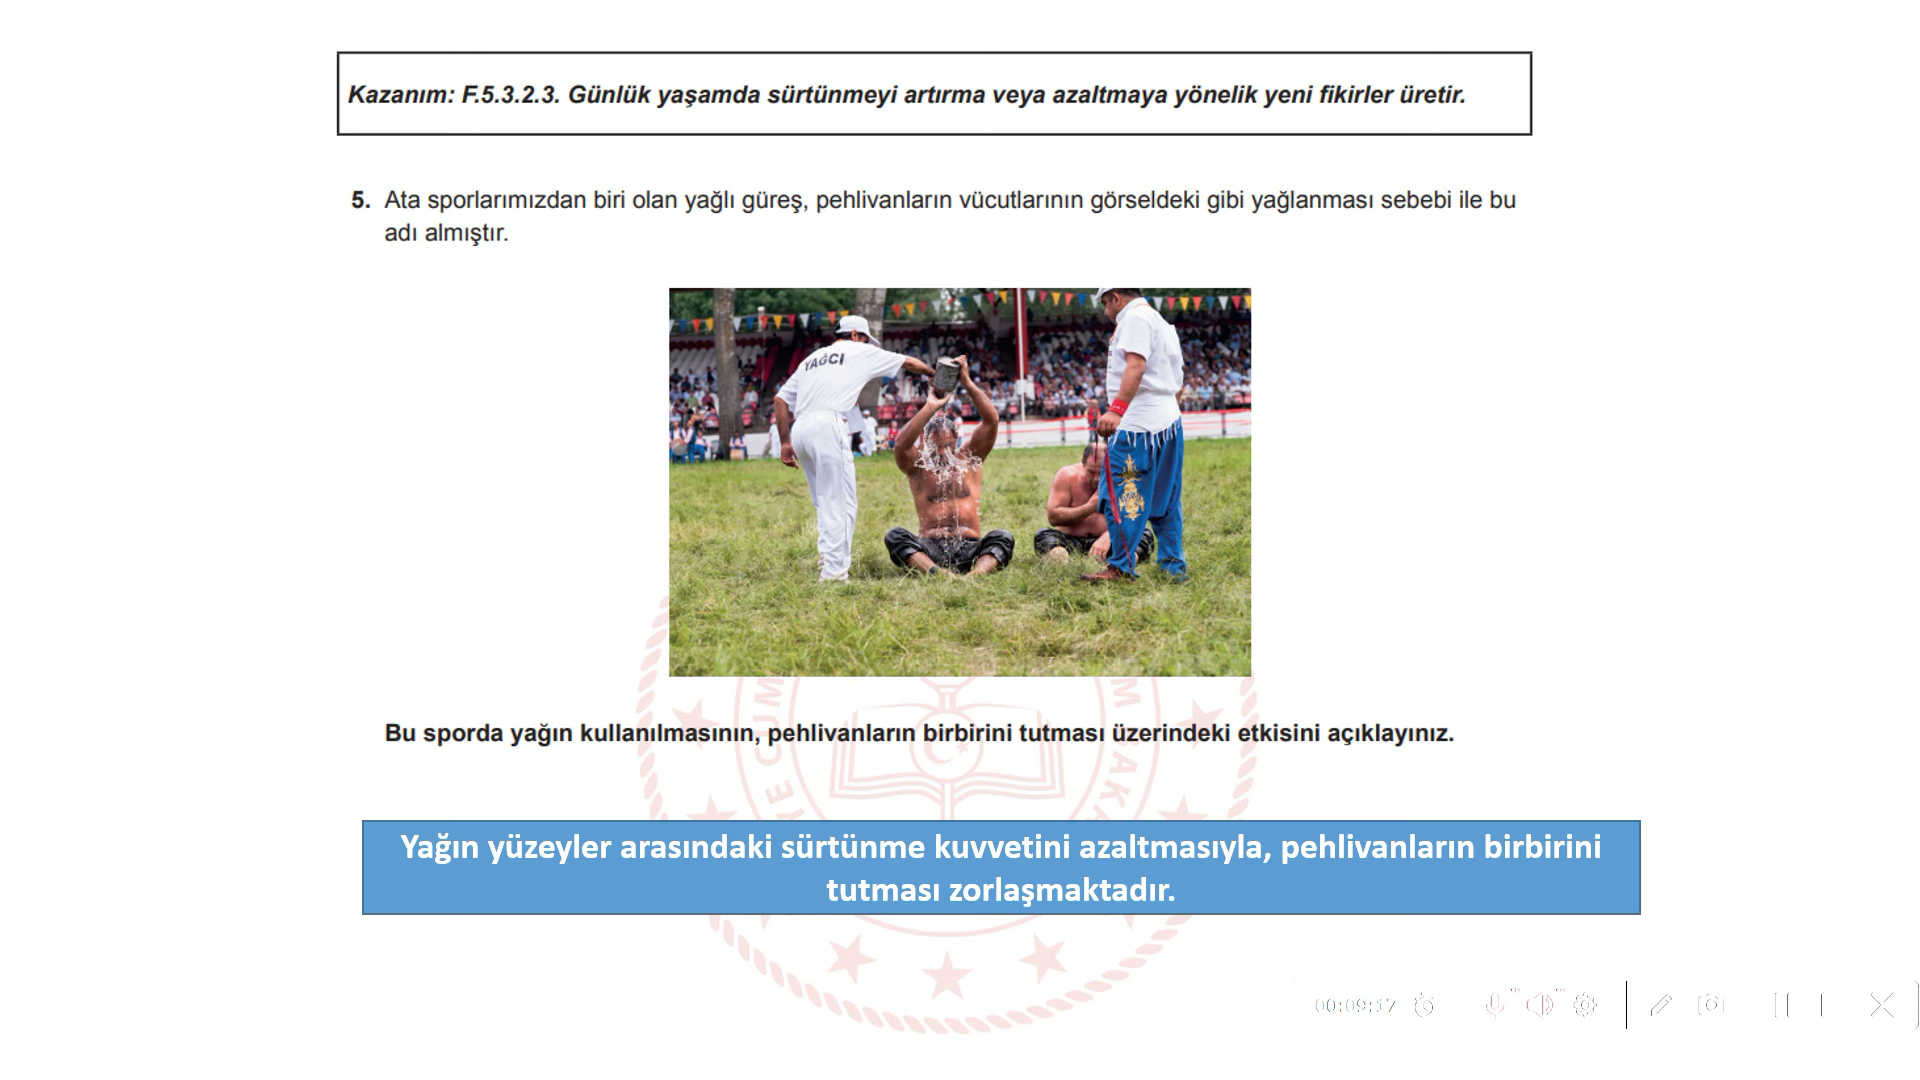 Kazanım: F.5.3.2.3. Günlük yaşamda sürtünmeyi artırma veya azaltmaya yönelik yeni fikirler üretir.
5. Ata sporlarımızdan biri olan yağlı güreş, pehlivanların vücutlarının görseldeki gibi yağlanması sebebi ile bu
adı almıştır.
YAĞCI
Bu sporda yağın kullanılmasının, pehlivanların birbirini tutması üzerindeki etkisini açıklayınız.
Yağın yüzeyler arasındaki sürtünme kuvvetini azaltmasıyla, pehlivanların birbirini
tutması zorlaşmaktadır.
00:09:17